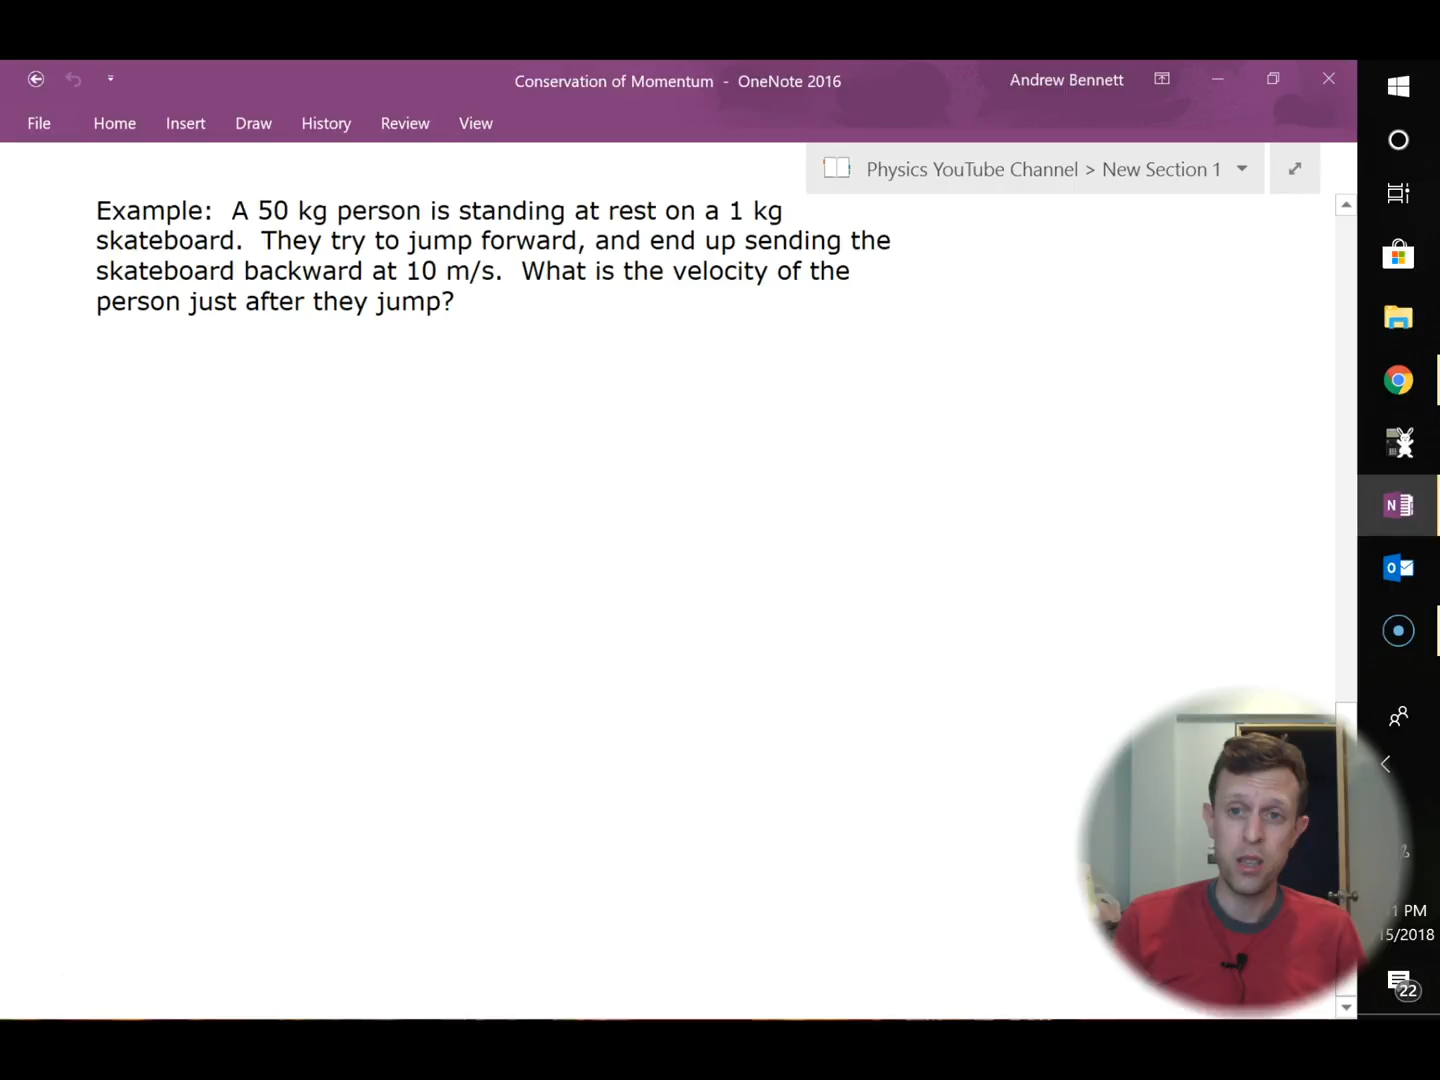 Conservation of Momentum - OneNote 2016
Andrew Bennett
File Home Insert Draw History Review View
Physics YouTube Channel > New Section 1
Example: A 50 kg person is standing at rest on a 1 kg
skateboard. They try to jump forward, and end up sending the
skateboard backward at 10 m/s. What is the velocity of the
person just after they jump?
N
O
1 PM
15/2018
22